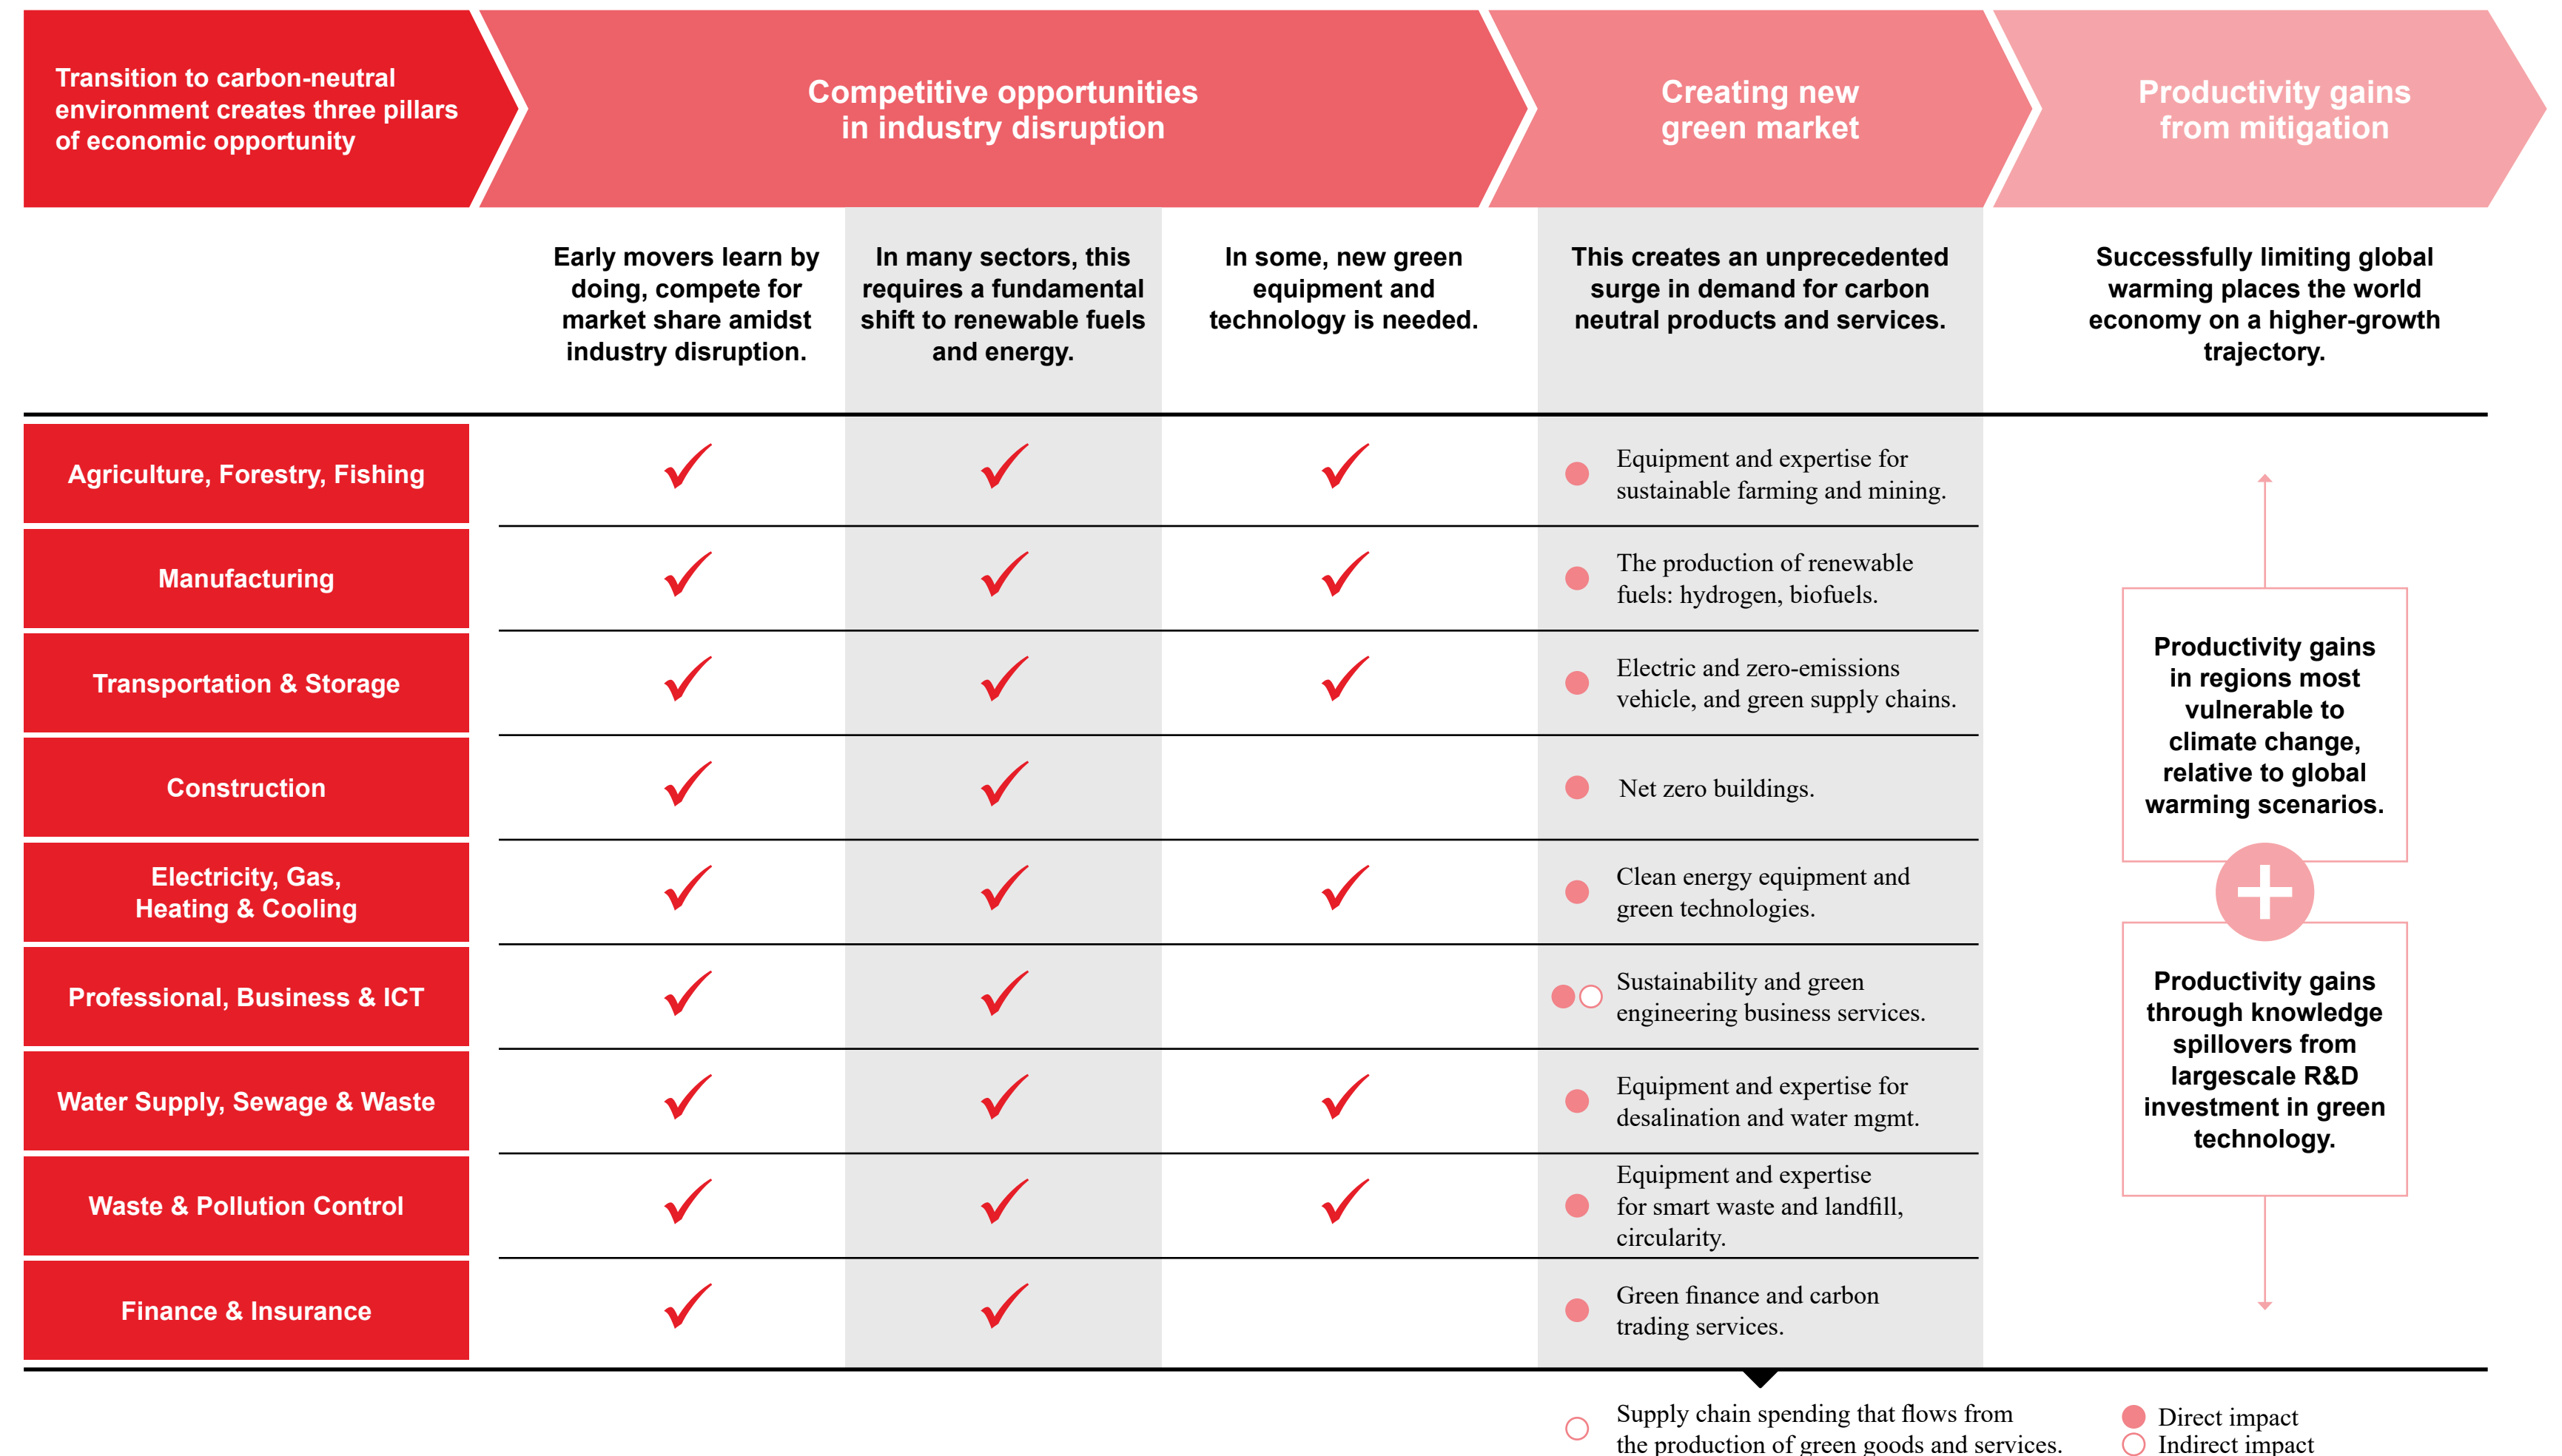 Transition to carbon-neutral
environment creates three pillars
of economic opportunity
Competitive opportunities
in industry disruption
Creating new
green market
Productivity gains
from mitigation
Early movers learn by
doing, compete for
market share amidst
industry disruption.
In many sectors, this
requires a fundamental
shift to renewable fuels
and energy.
In some, new green
equipment and
technology is needed.
This creates an unprecedented
surge in demand for carbon
neutral products and services.
Successfully limiting global
warming places the world
economy on a higher-growth
trajectory.
Agriculture, Forestry, Fishing
Equipment and expertise for
sustainable farming and mining.
Manufacturing
The production of renewable
fuels: hydrogen, biofuels.
Transportation & Storage
Electric and zero-emissions
vehicle, and green supply chains.
Construction
Net zero buildings.
Electricity, Gas,
Heating & Cooling
Clean energy equipment and
green technologies.
Professional, Business & ICT
Sustainability and green
engineering business services.
Water Supply, Sewage & Waste
Equipment and expertise for
desalination and water mgmt.
Waste & Pollution Control
Equipment and expertise
for smart waste and landfill,
circularity.
Finance & Insurance
Green finance and carbon
trading services.
Productivity gains
in regions most
vulnerable to
climate change,
relative to global
warming scenarios.
Productivity gains
through knowledge
spillovers from
largescale R&D
investment in green
technology.
Supply chain spending that flows from
the production of green goods and services.
Direct impact
Indirect impact